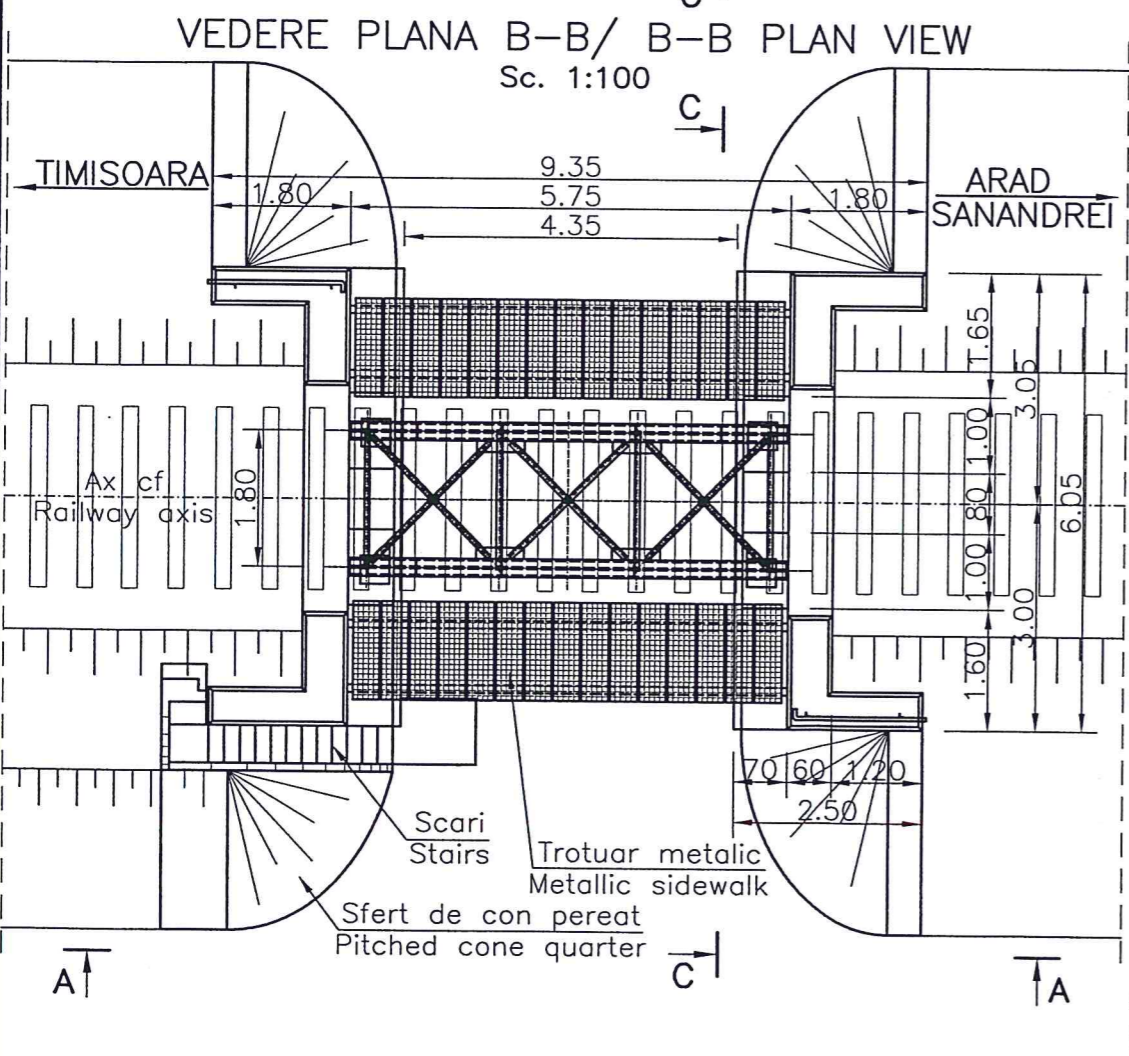 VEDERE PLANA B-B/ B-B PLAN VIEW
Sc. 1:100
C
TIMISOARA
9.35
ARAD
SANANDREI
1.80
5.75
1.80
4.35
1.65
3.05
1.00
Ax cf
Railway axis
1.80
80
6.05
1.00
3.00
1.60
70
60
1.20
2.50
Scari
Stairs
Trotuar metalic
Metallic sidewalk
Sfert de con pereat
Pitched cone quarter
A
C
A